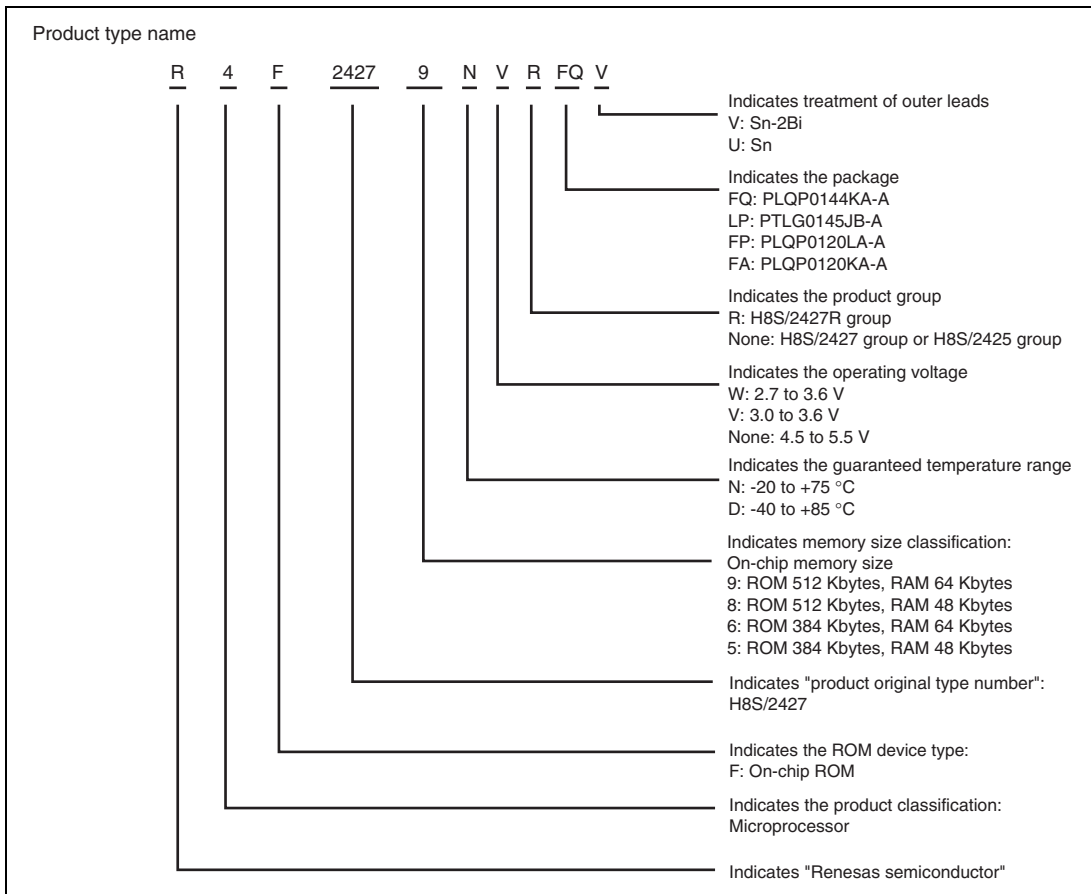 Product type name
R 4 F 2427 9 N V R FQ V
Indicates treatment of outer leads
V: Sn-2Bi
U: Sn
Indicates the package
FQ: PLQP0144KA-A
LP: PTLG0145JB-A
FP: PLQP0120LA-A
FA: PLQP0120KA-A
Indicates the product group
R: H8S/2427R group
None: H8S/2427 group or H8S/2425 group
Indicates the operating voltage
W: 2.7 to 3.6 V
V: 3.0 to 3.6 V
None: 4.5 to 5.5 V
Indicates the guaranteed temperature range
N: -20 to +75 °C
D: -40 to +85 °C
Indicates memory size classification:
On-chip memory size
9: ROM 512 Kbytes, RAM 64 Kbytes
8: ROM 512 Kbytes, RAM 48 Kbytes
6: ROM 384 Kbytes, RAM 64 Kbytes
5: ROM 384 Kbytes, RAM 48 Kbytes
Indicates "product original type number":
H8S/2427
Indicates the ROM device type:
F: On-chip ROM
Indicates the product classification:
Microprocessor
Indicates "Renesas semiconductor"